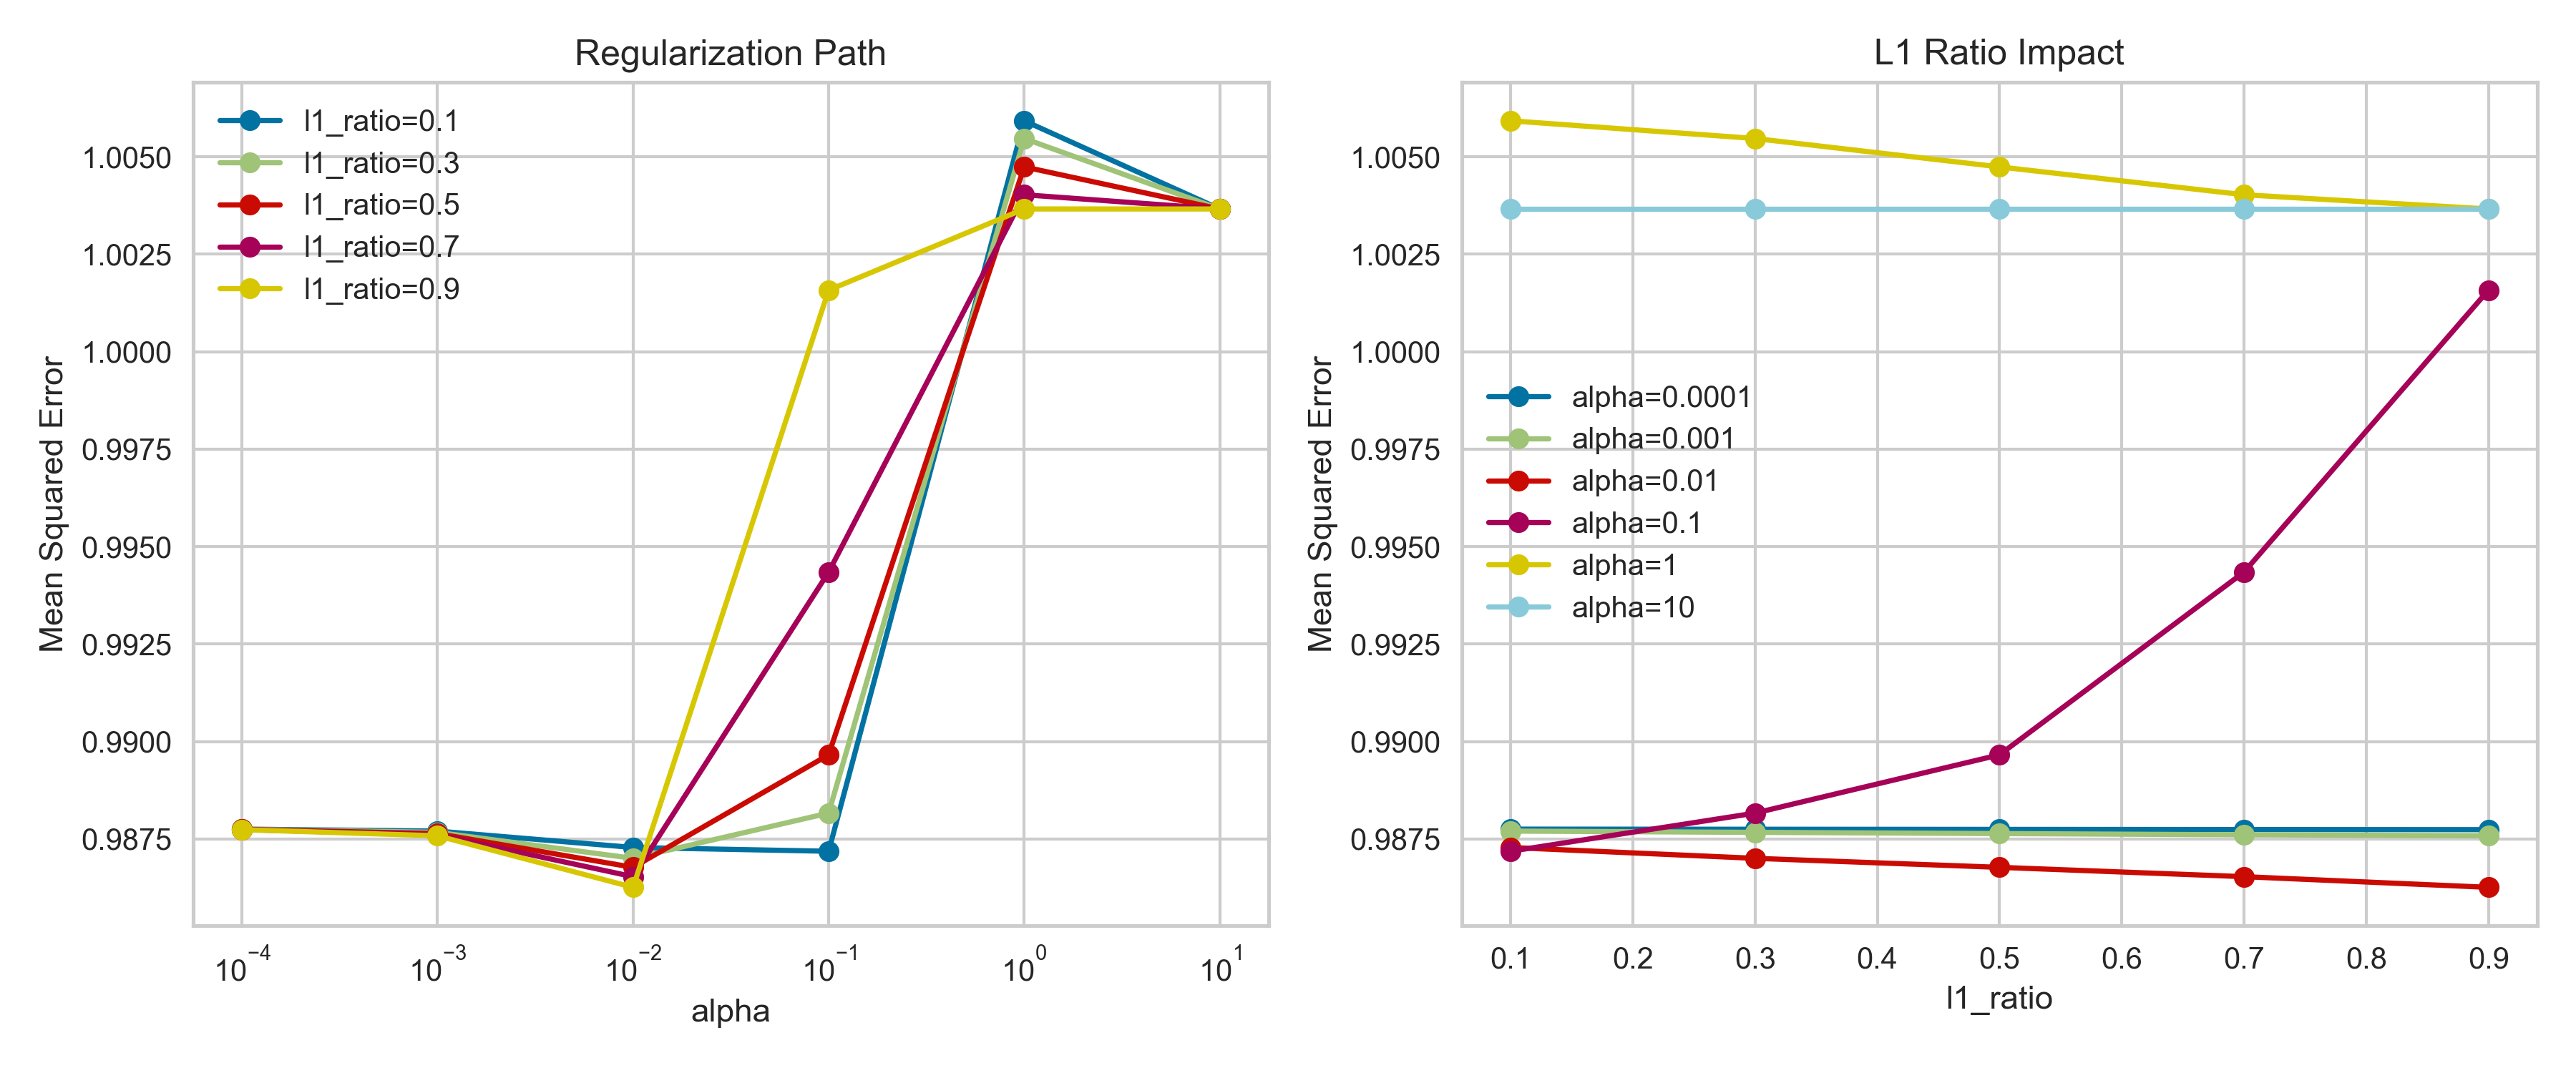 Regularization Path
l1_ratio=0.1
l1_ratio=0.3
l1_ratio=0.5
l1_ratio=0.7
l1_ratio=0.9
1.0050
1.0025
1.0000
0.9975
0.9950
0.9925
0.9900
0.9875
Mean Squared Error
10⁻⁴ 10⁻³ 10⁻² 10⁻¹ 10⁰ 10¹
alpha
L1 Ratio Impact
1.0050
1.0025
1.0000
0.9975
0.9950
0.9925
0.9900
0.9875
Mean Squared Error
alpha=0.0001
alpha=0.001
alpha=0.01
alpha=0.1
alpha=1
alpha=10
0.1 0.2 0.3 0.4 0.5 0.6 0.7 0.8 0.9
l1_ratio